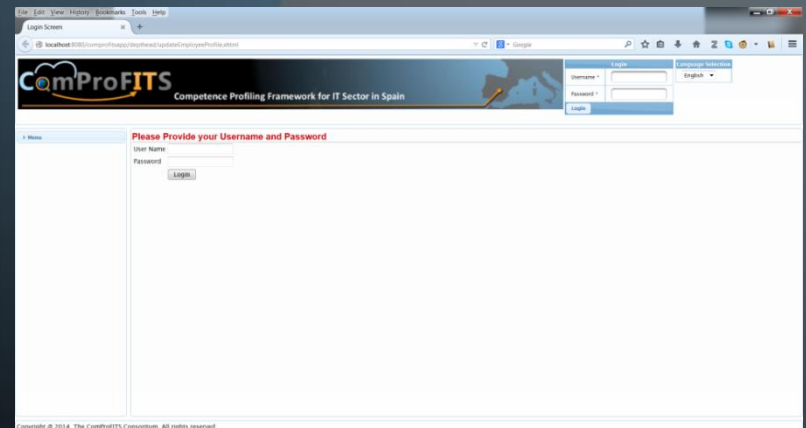 File Edit View History Bookmarks Tools Help
Login Screen
localhost:8080/comprofitsapp/depthead/updateEmployeeProfile.xhtml
Google
ComProFITS
Competence Profiling Framework for IT Sector in Spain
Login
Username *
Password *
Login
Language Selection
English
Menu
Please Provide your Username and Password
User Name
Password
Login
Copyright @ 2014, The ComProFITS Consortium. All rights reserved